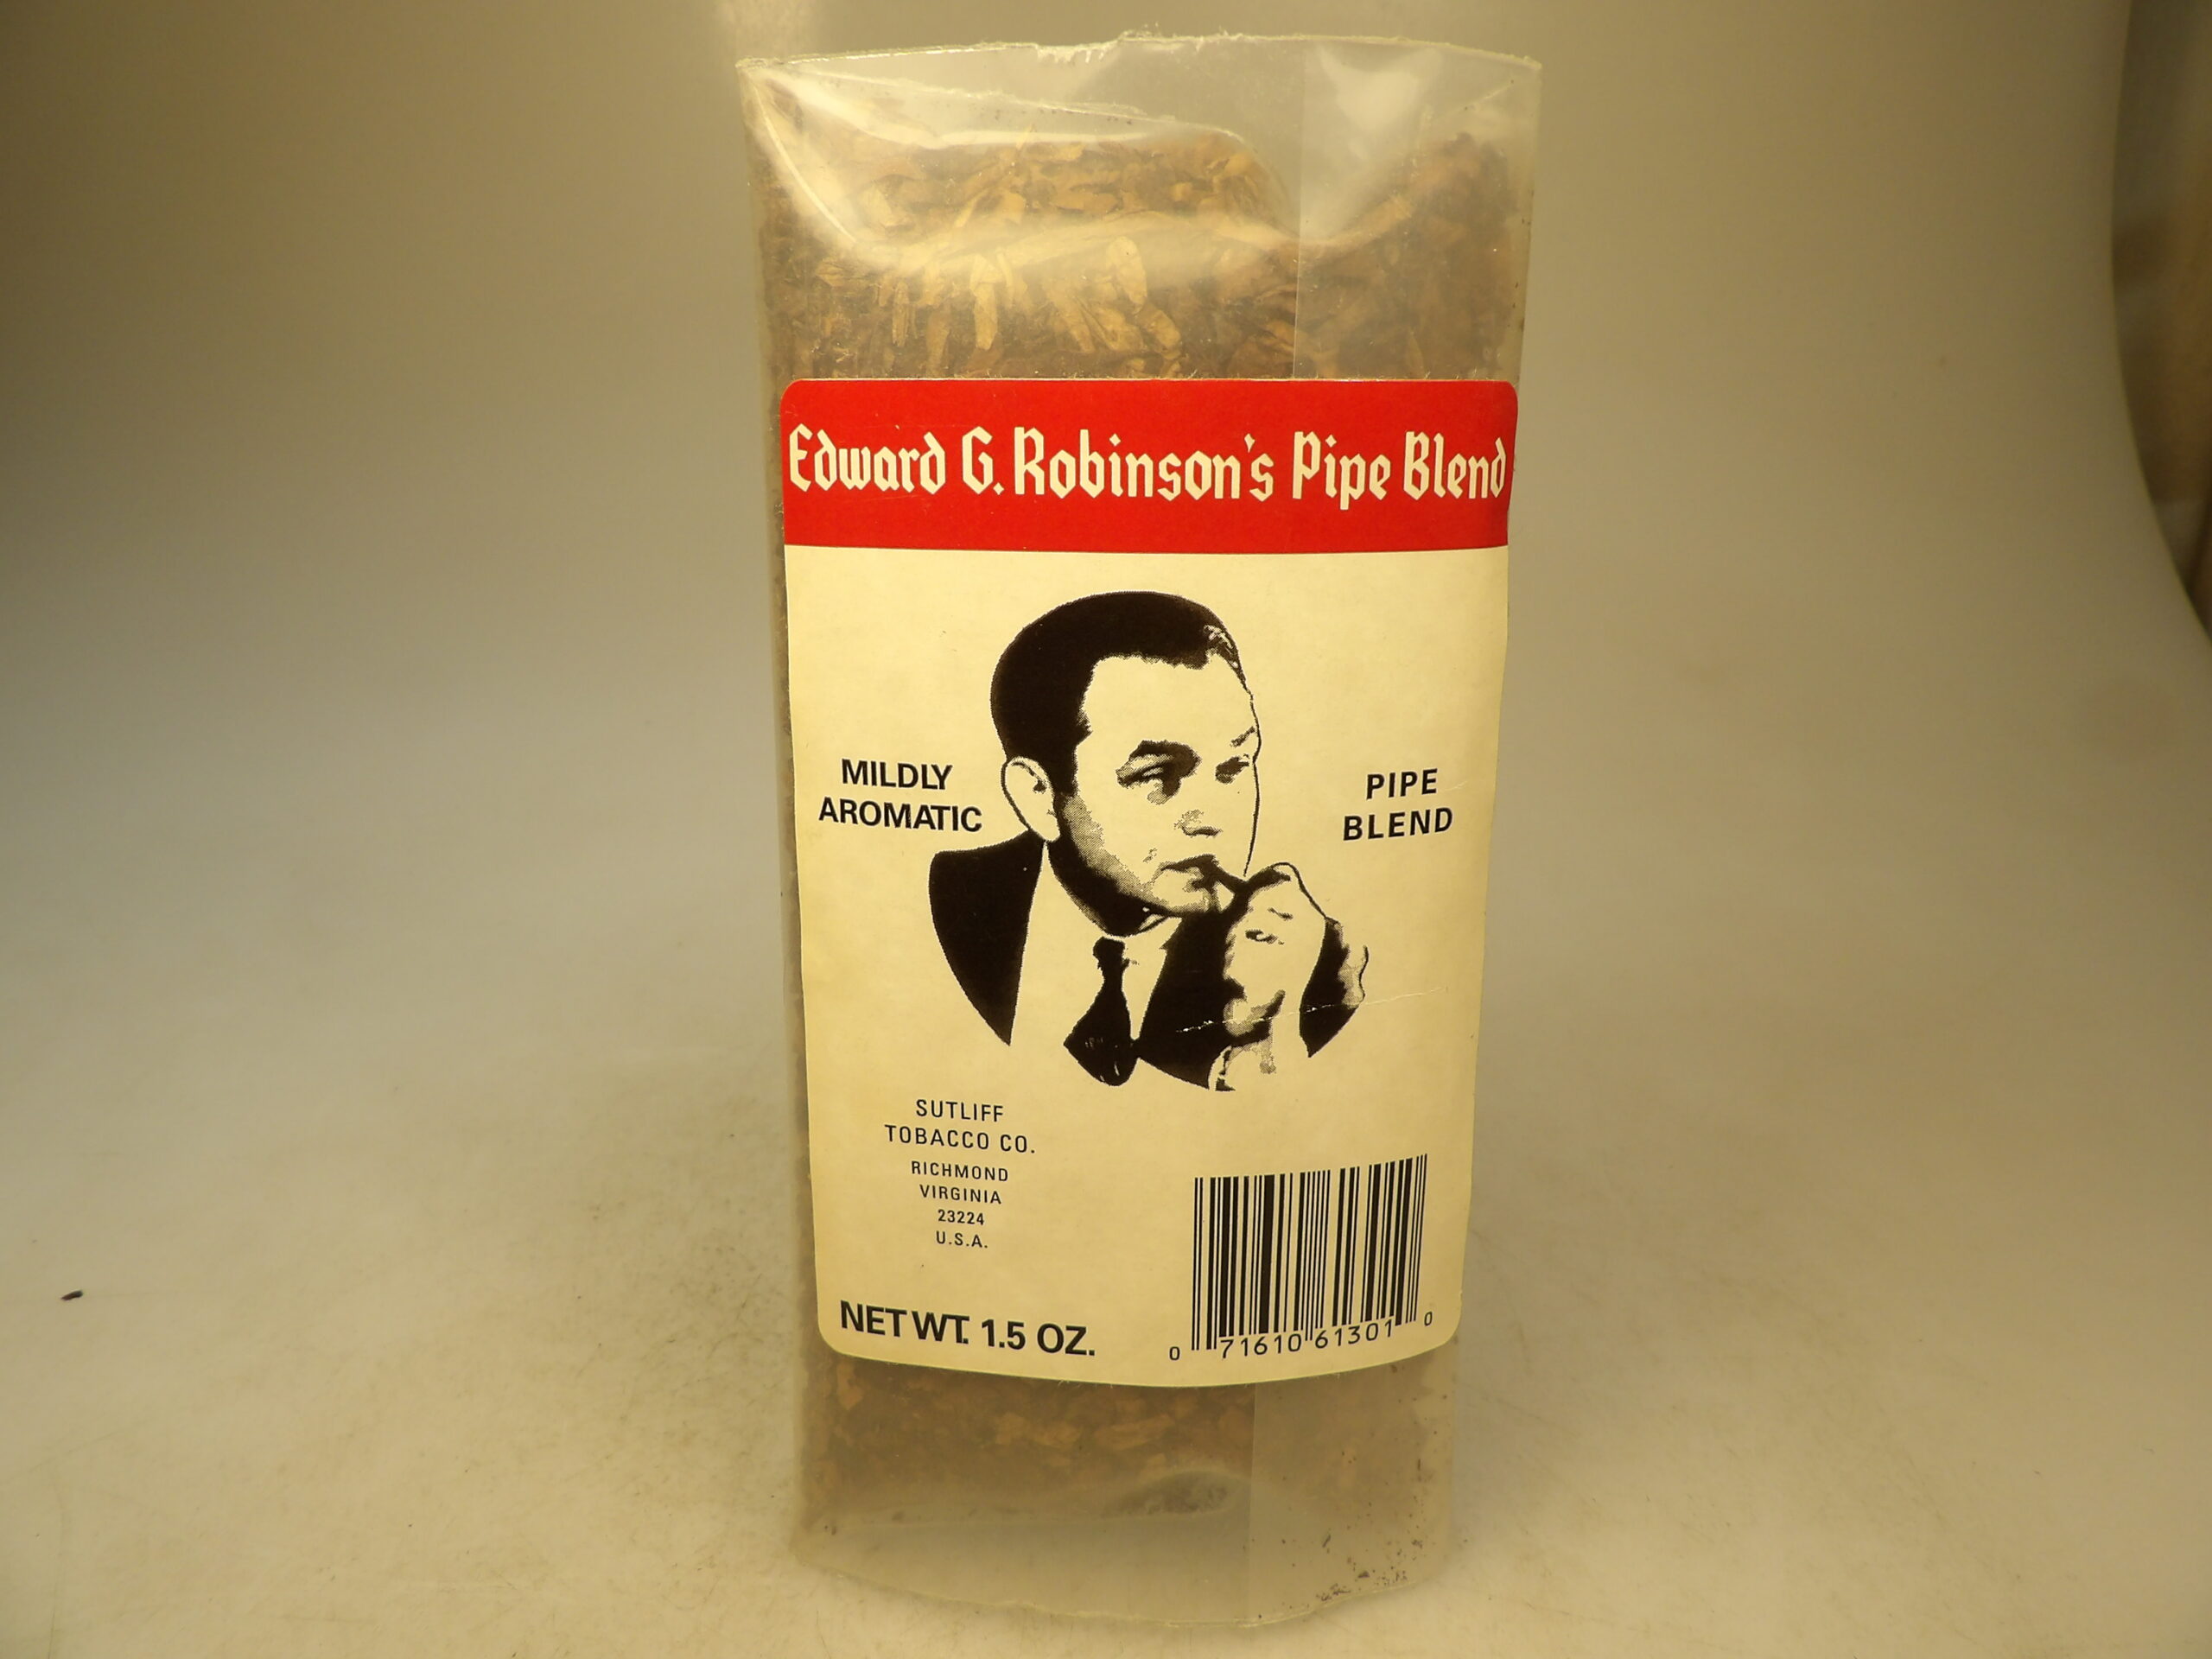 Edward G. Robinson's Pipe Blend
MILDLY
AROMATIC
PIPE
BLEND
SUTLIFF
TOBACCO CO.
RICHMOND
VIRGINIA
23224
U.S.A.
NET WT. 1.5 OZ.
0 71610 61301 0